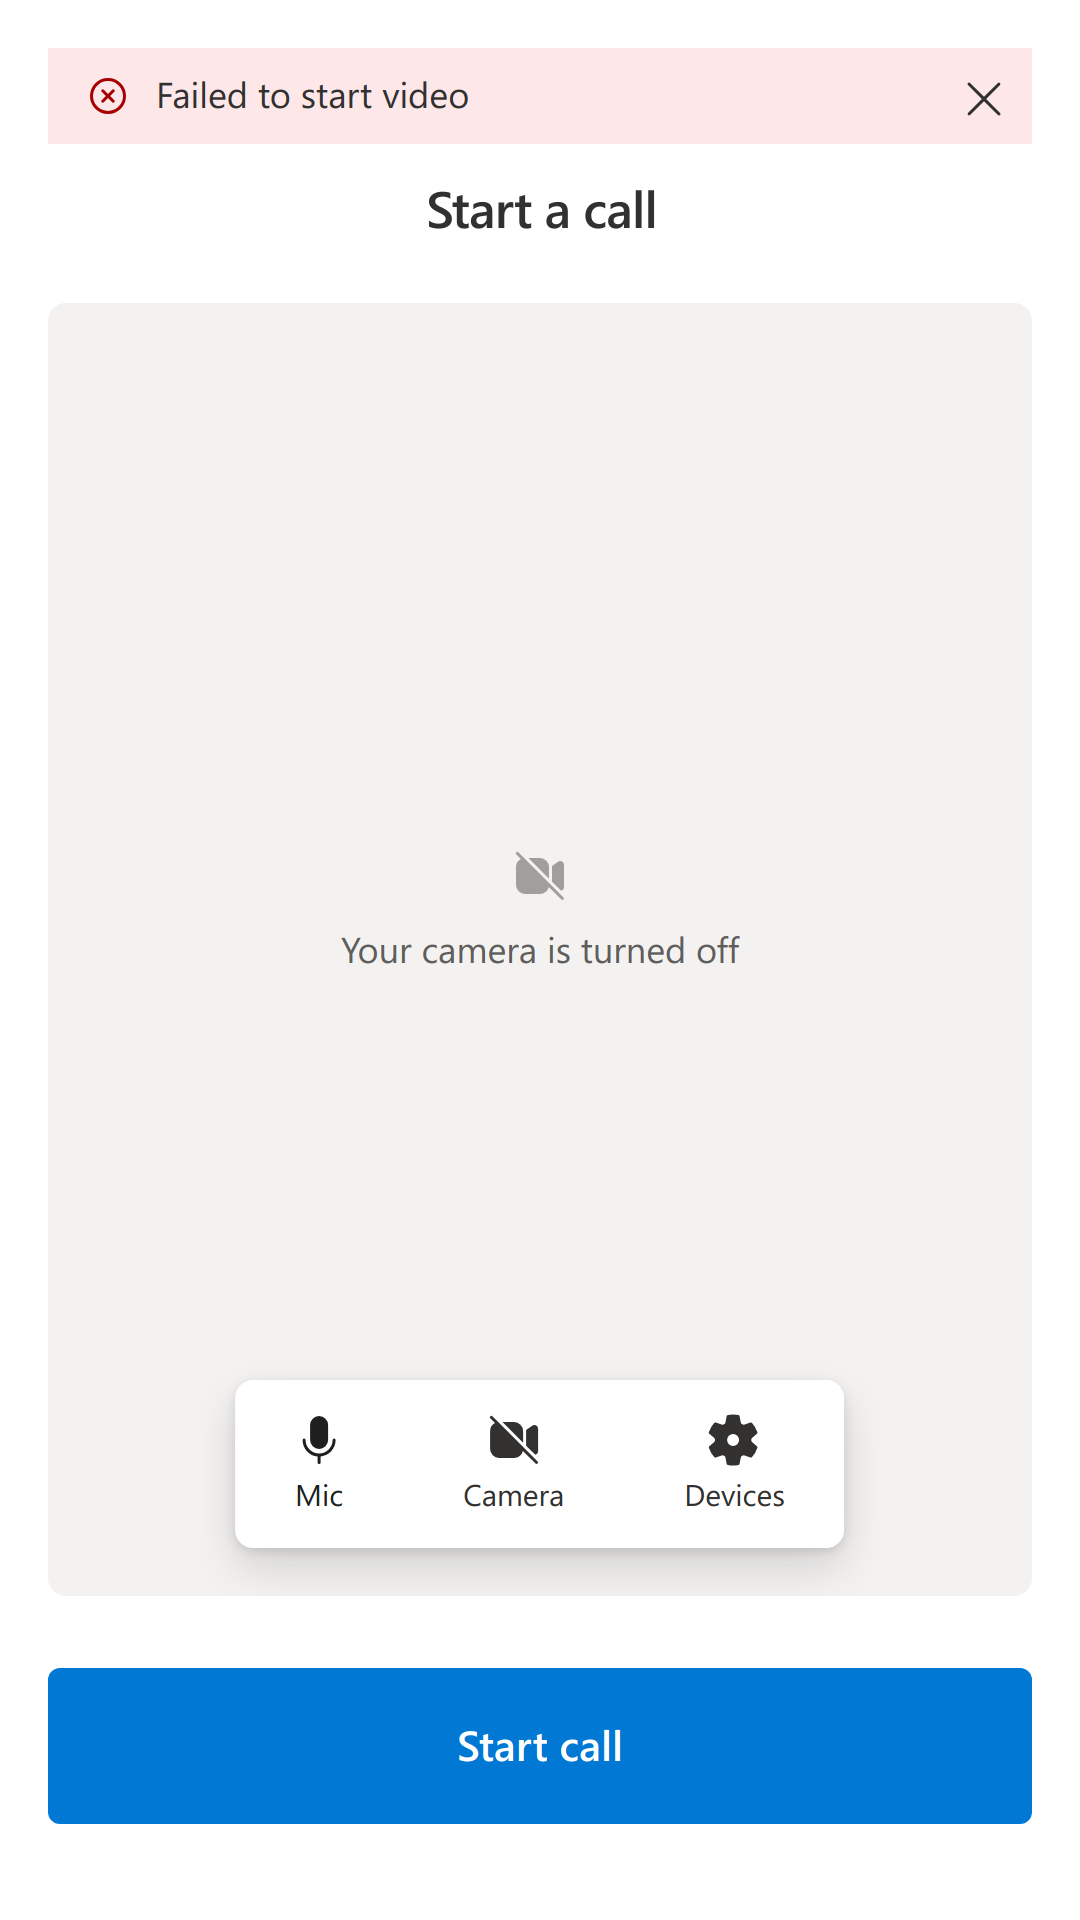 Failed to start video
Start a call
Your camera is turned off
Mic
Camera
Devices
Start call